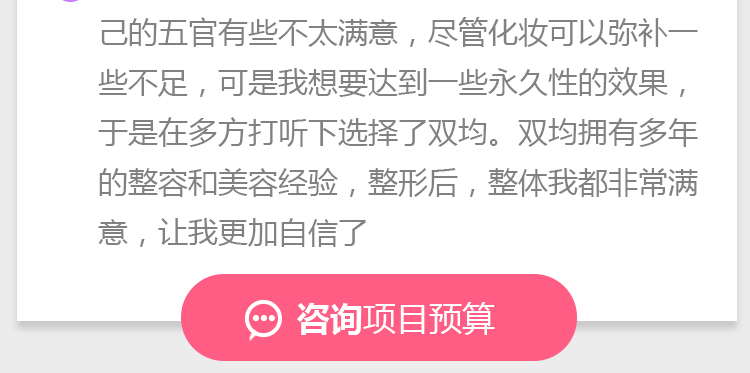 己的五官有些不太满意，尽管化妆可以弥补一
些不足，可是我想要达到一些永久性的效果，
于是在多方打听下选择了双均。双均拥有多年
的整容和美容经验，整形后，整体我都非常满
意，让我更加自信了
咨询项目预算